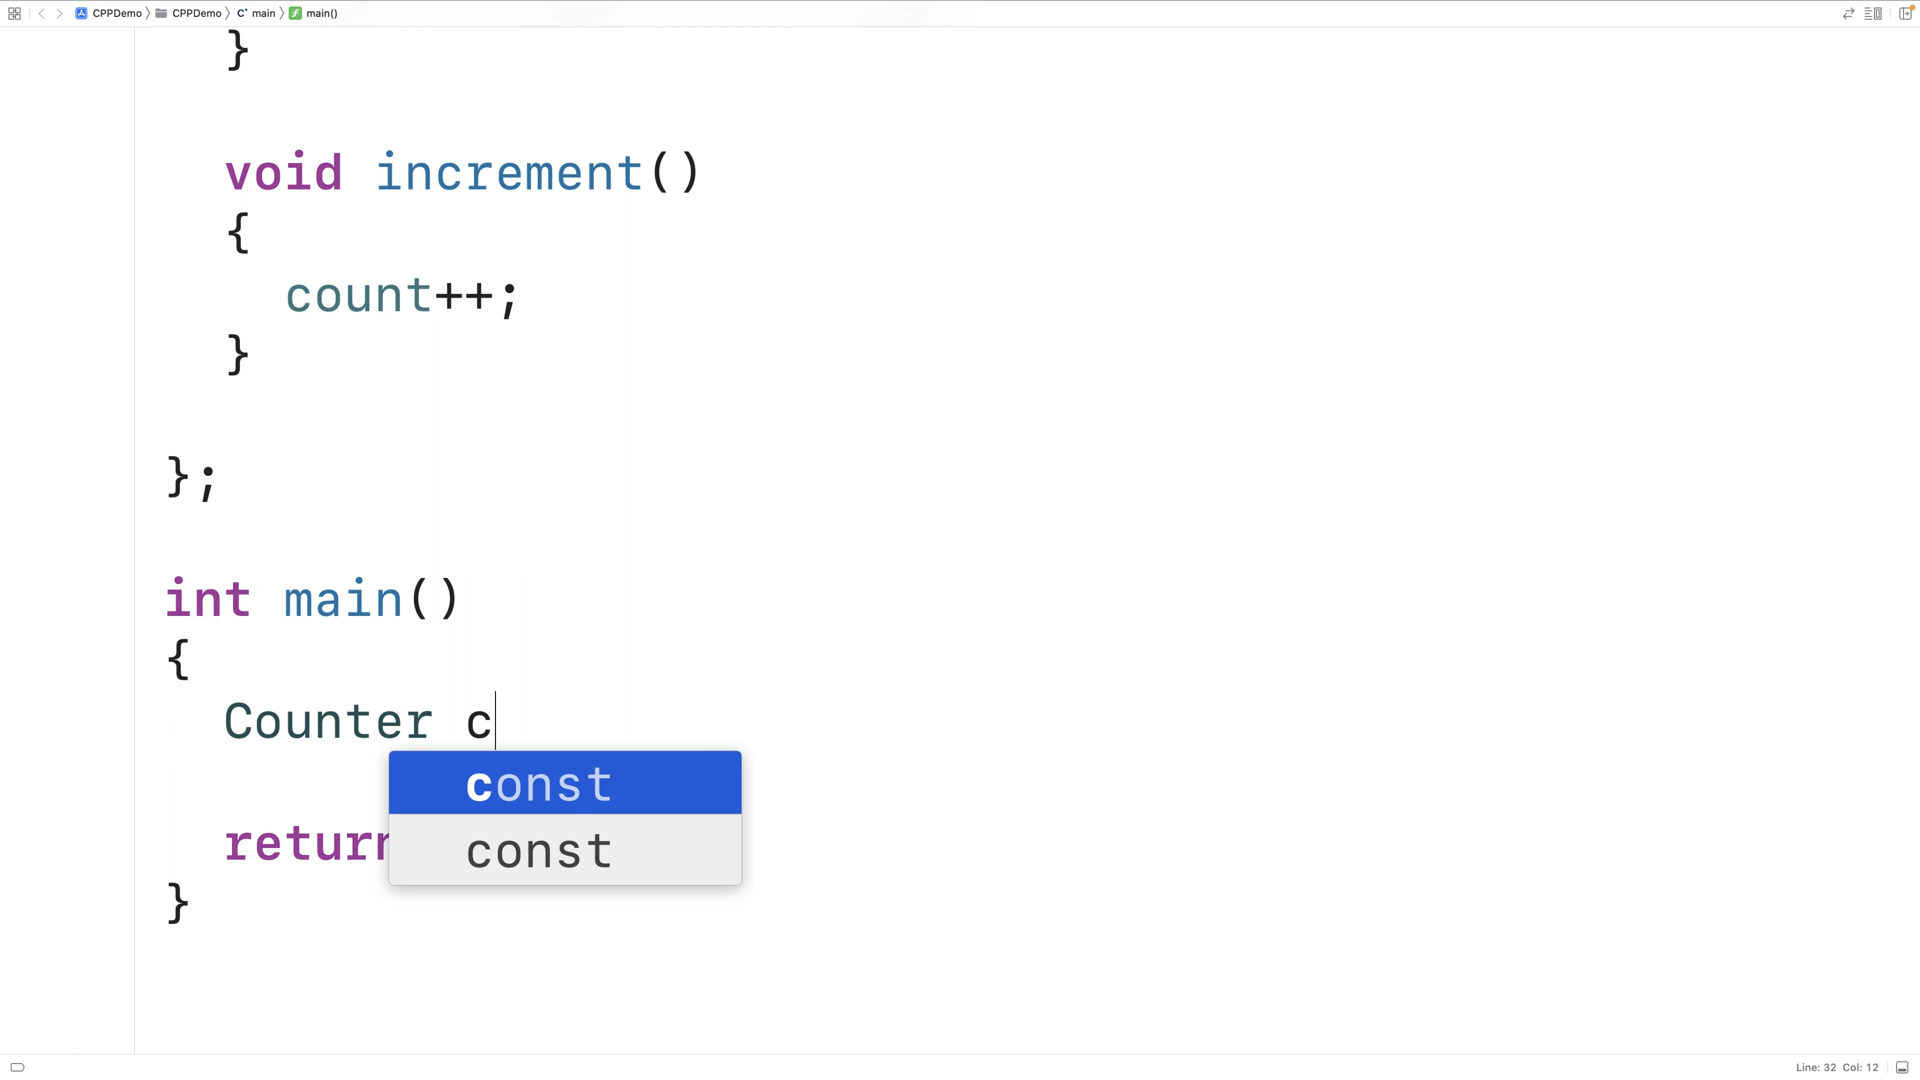 CPPDemo 〉 CPPDemo 〉 C⁺ main 〉 f main()
}
void increment()
{
count++;
}
};
int main()
{
Counter c
const
return
const
}
Line: 32 Col: 12